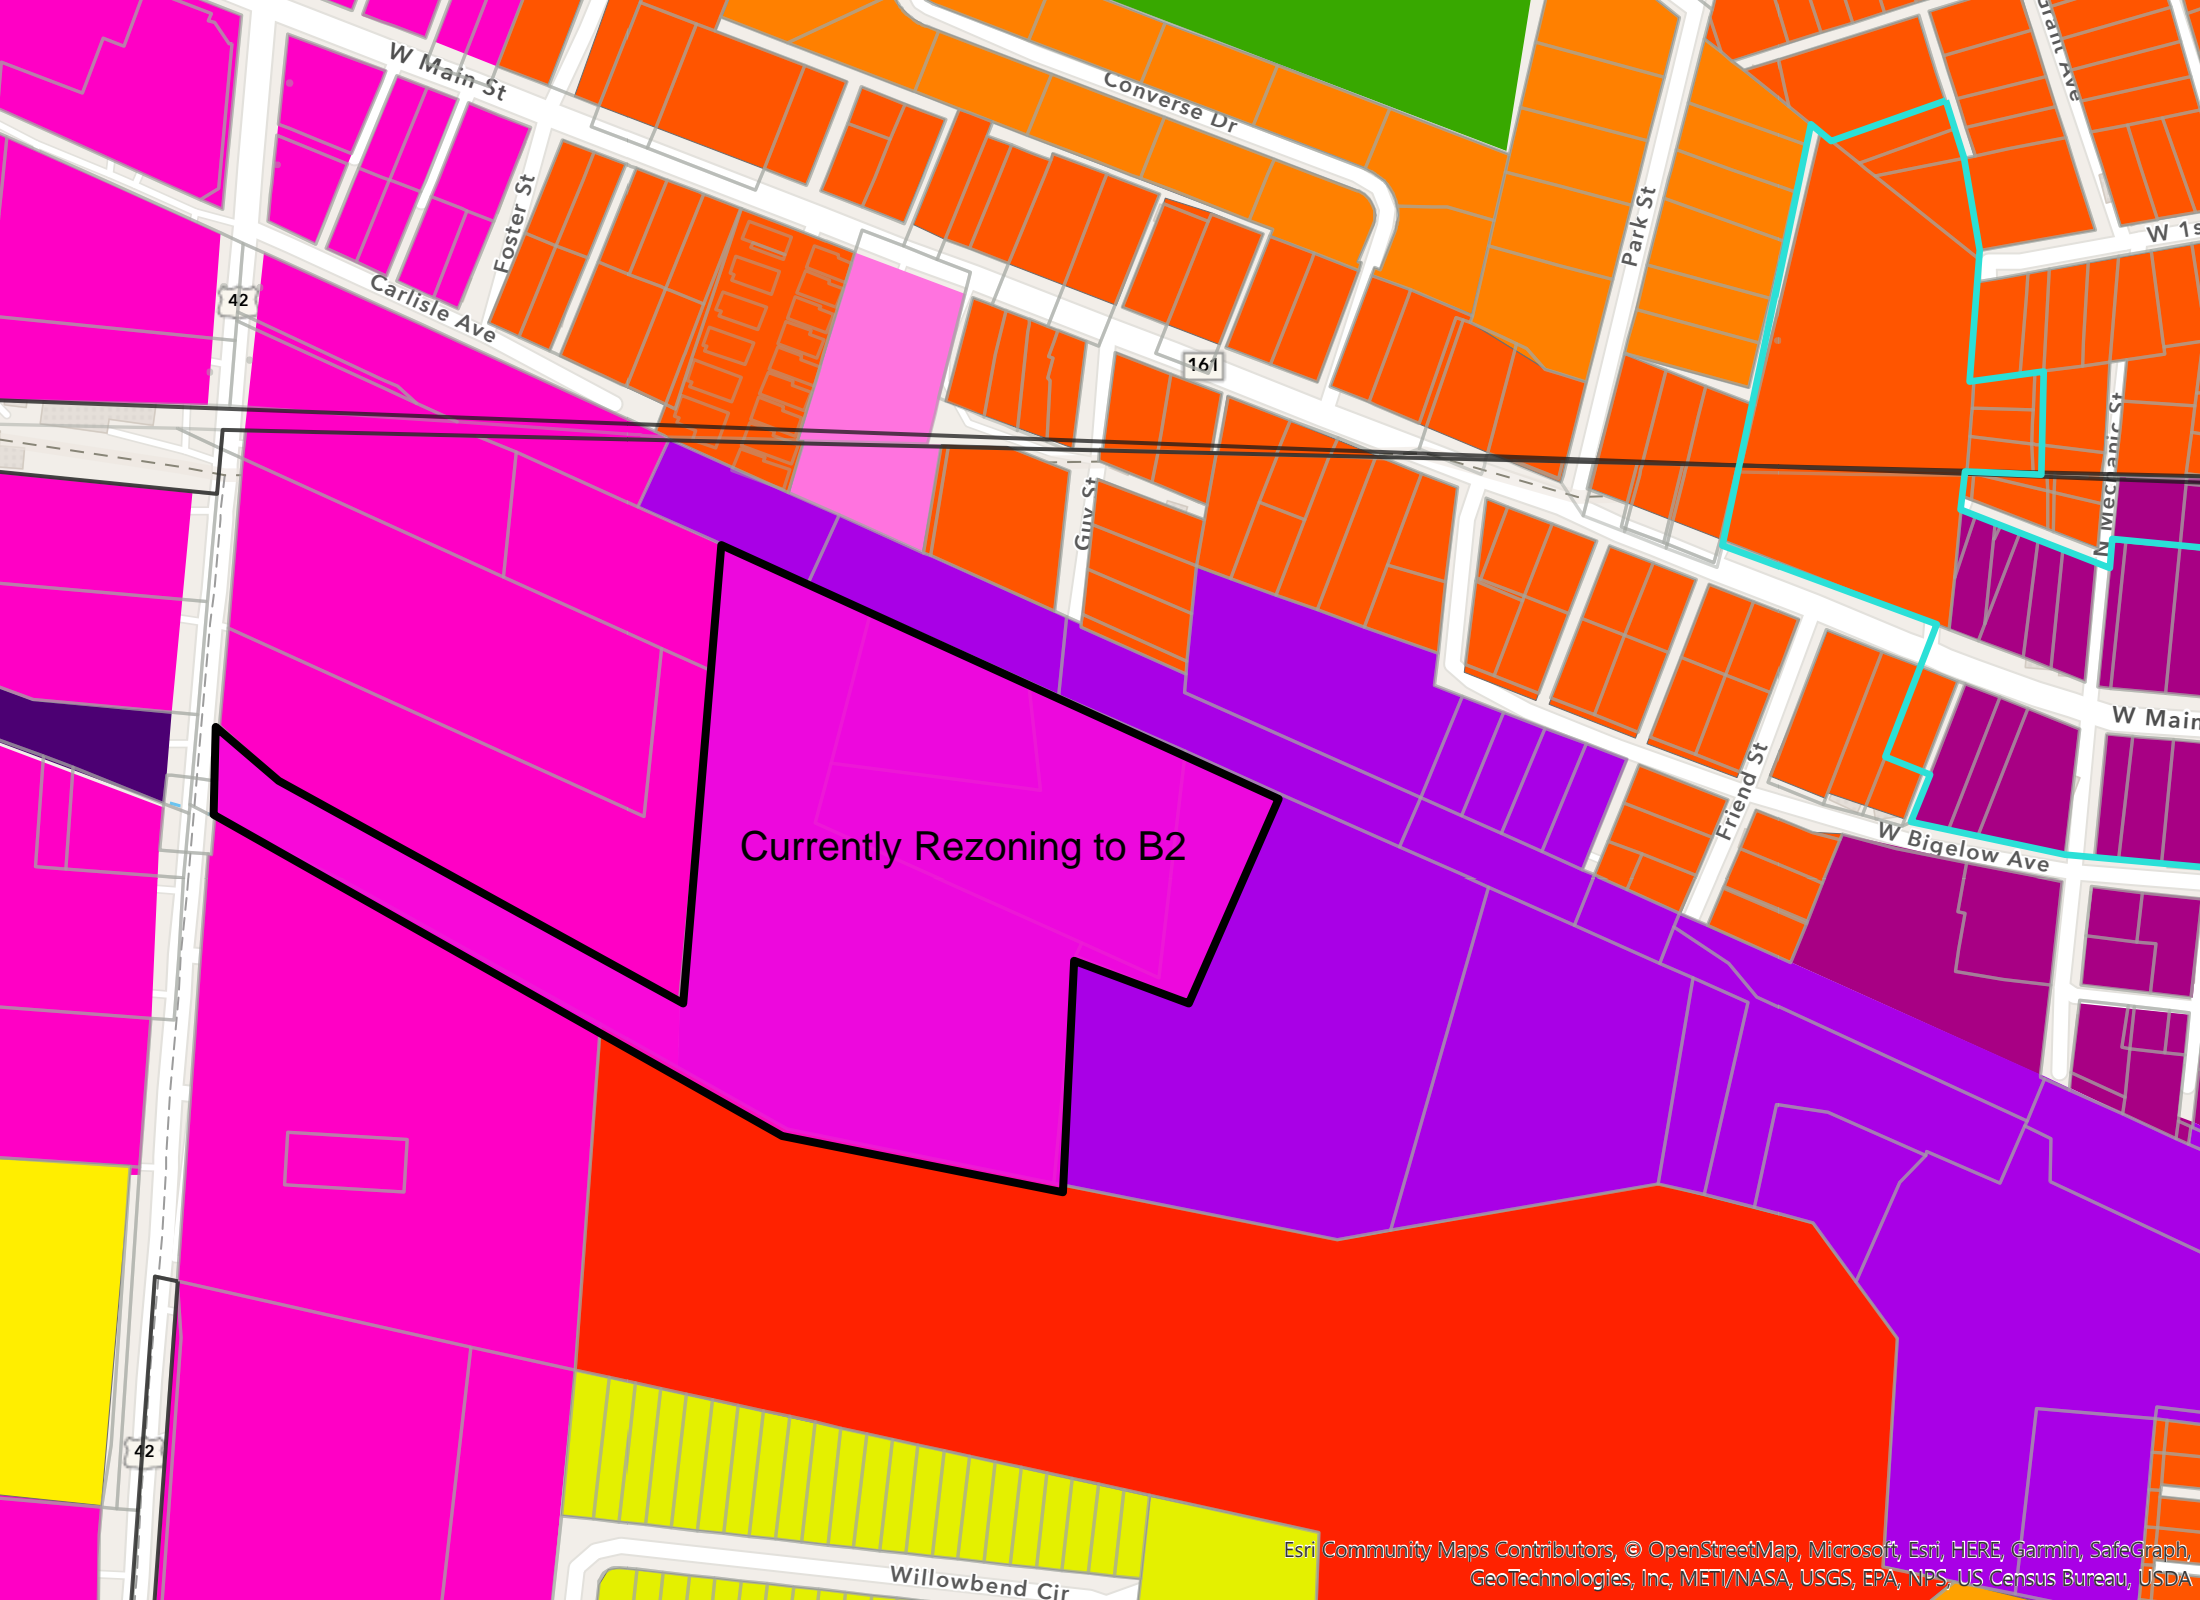 W Main St
Converse Dr
Grant Ave
Foster St
Park St
W 1s
42
Carlisle Ave
161
N Mechanic St
Guy St
W Main
Friend St
Currently Rezoning to B2
W Bigelow Ave
42
Willowbend Cir
Esri Community Maps Contributors, © OpenStreetMap, Microsoft, Esri, HERE, Garmin, SafeGraph,
GeoTechnologies, Inc, METI/NASA, USGS, EPA, NPS, US Census Bureau, USDA